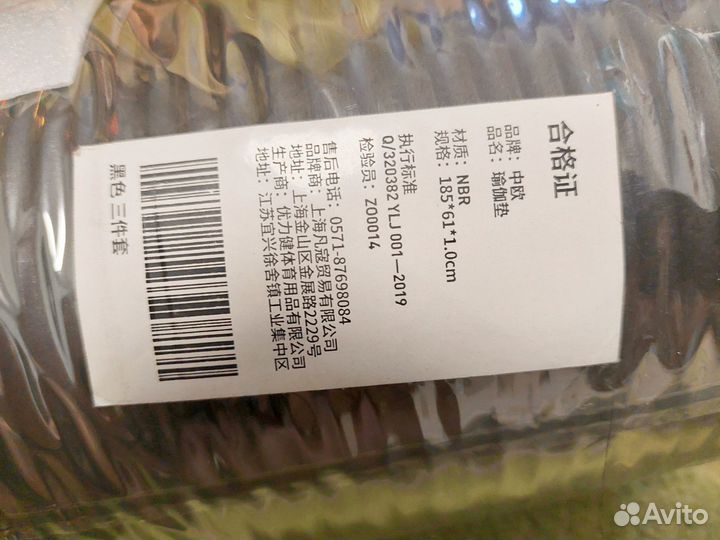 合格证
品牌：中欧
品名：瑜伽垫
材质：NBR
规格：185*61*1.0cm
执行标准
Q/320382 YLJ 001—2019
检验员：ZO0014
售后电话：0571-87698084
品牌商：上海凡寇贸易有限公司
地址：上海金山区金展路2229号
生产商：优力健体育用品有限公司
地址：江苏宜兴徐舍镇工业集中区
黑色 三件套
Avito